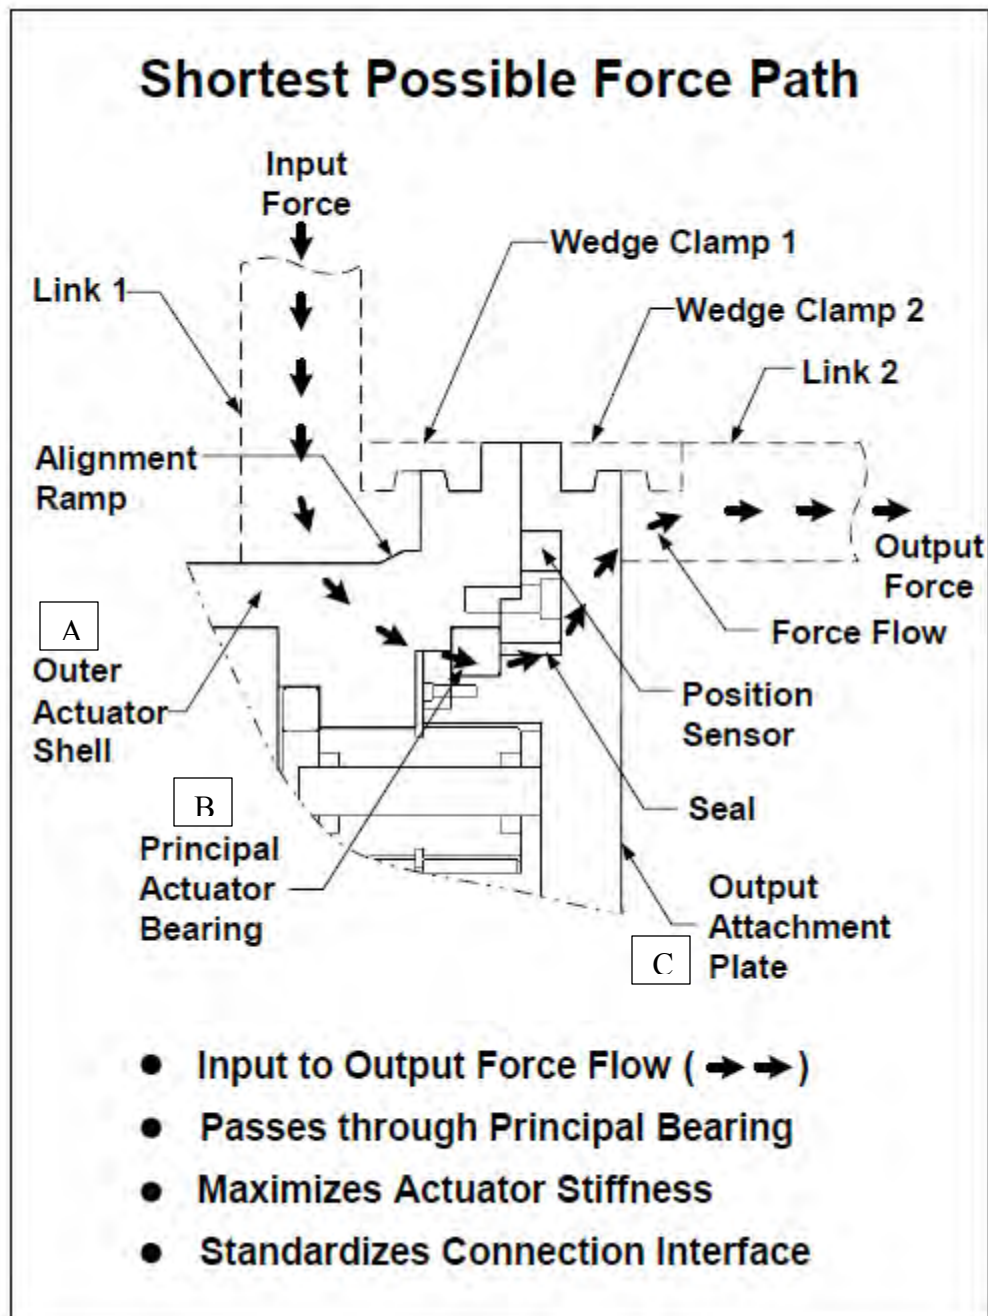 Shortest Possible Force Path
Input
Force
Wedge Clamp 1
Link 1
Wedge Clamp 2
Link 2
Alignment
Ramp
Output
Force
A
Outer
Actuator
Shell
Force Flow
Position
Sensor
B
Principal
Actuator
Bearing
Seal
Output
Attachment
Plate
C
● Input to Output Force Flow ( → → )
● Passes through Principal Bearing
● Maximizes Actuator Stiffness
● Standardizes Connection Interface